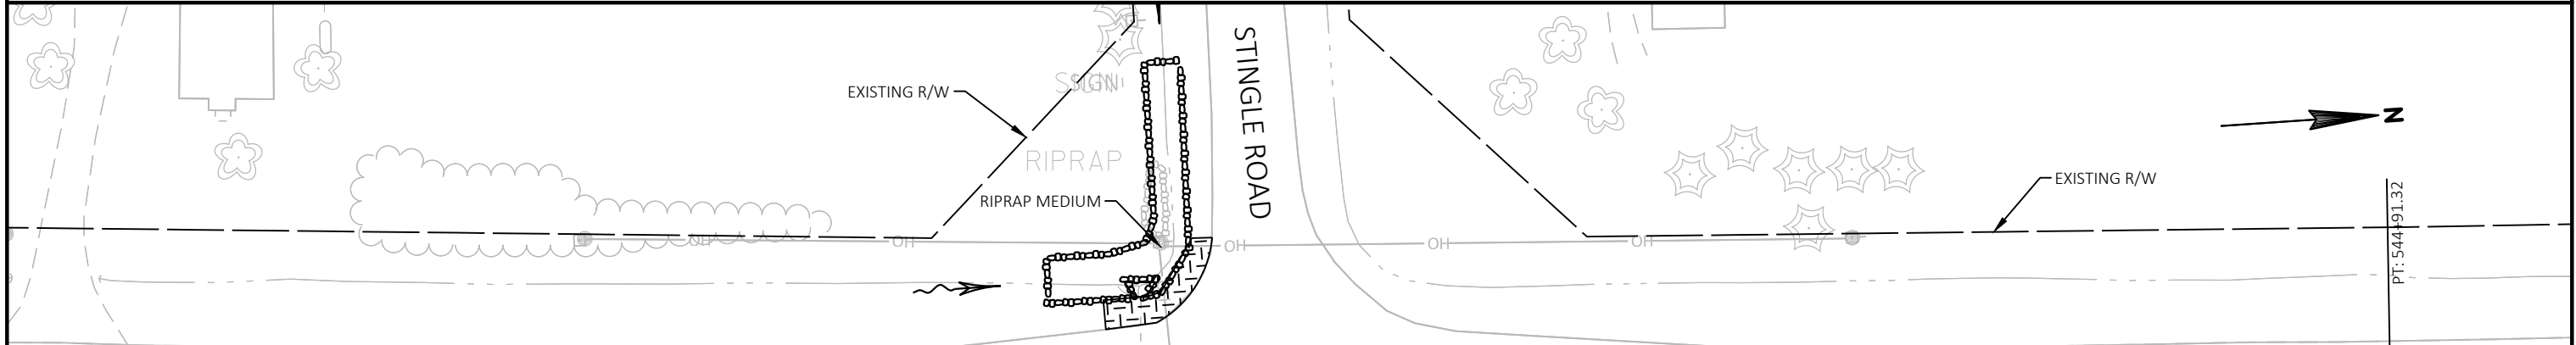 SIGN
STINGLE ROAD
EXISTING R/W
N
RIPRAP
EXISTING R/W
PT: 544+91.32
RIPRAP MEDIUM
OH
OH
OH
OH
OH